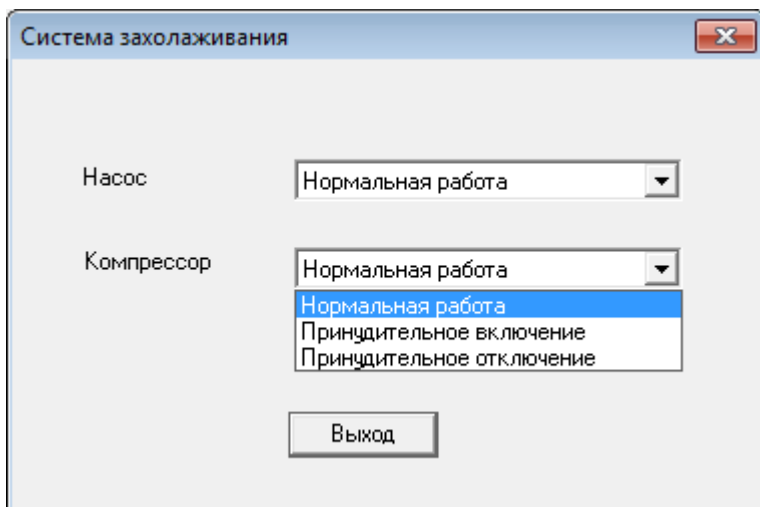 Система захолаживания
Насос
Нормальная работа
Компрессор
Нормальная работа
Нормальная работа
Принудительное включение
Принудительное отключение
Выход